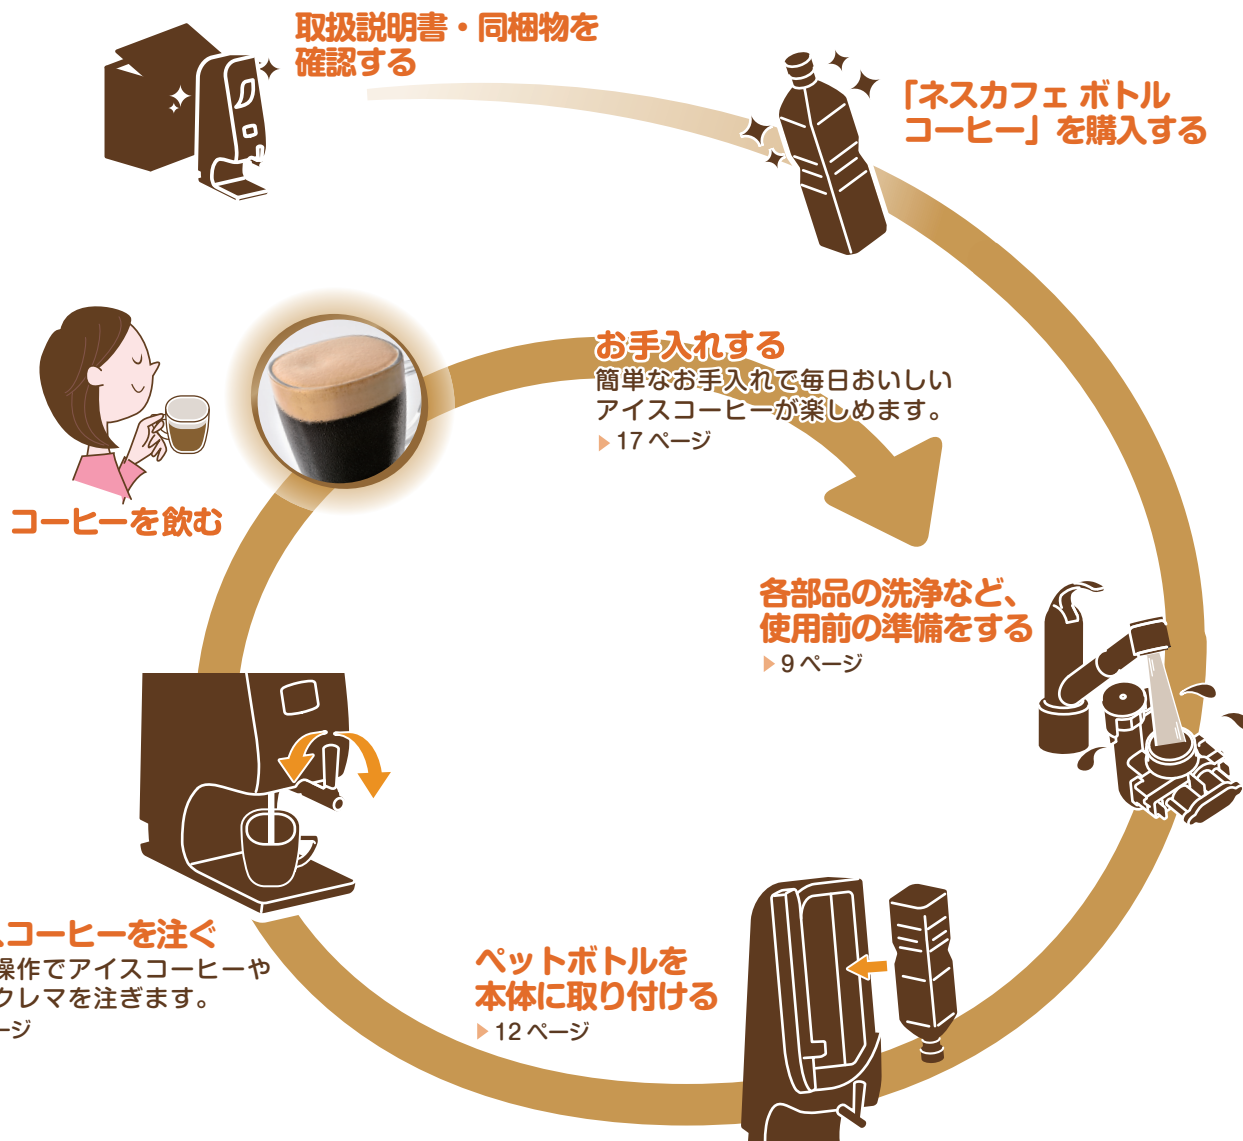 取扱説明書・同梱物を
確認する
「ネスカフェ ボトル
コーヒー」を購入する
各部品の洗浄など、
使用前の準備をする
9 ページ
ペットボトルを
本体に取り付ける
12 ページ
コーヒーを注ぐ
操作でアイスコーヒーや
クレマを注ぎます。
ージ
コーヒーを飲む
お手入れする
簡単なお手入れで毎日おいしい
アイスコーヒーが楽しめます。
17 ページ